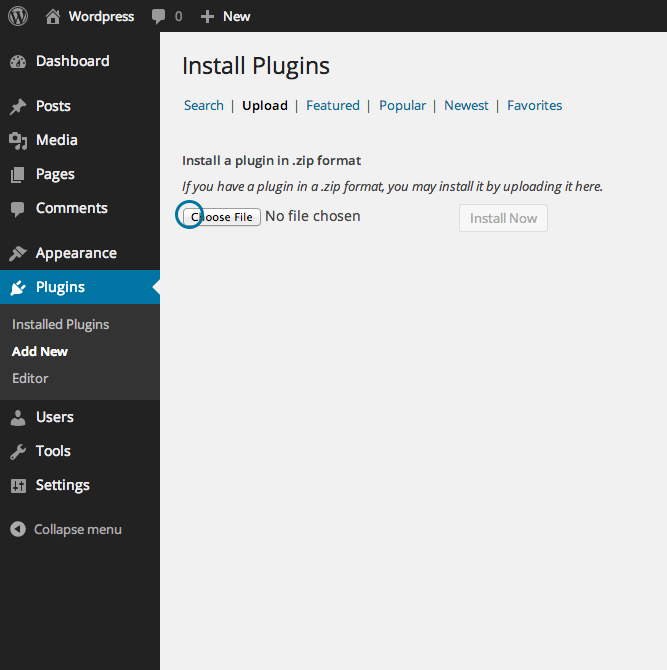 Wordpress 0 New
Dashboard
Posts
Media
Pages
Comments
Appearance
Plugins
Installed Plugins
Add New
Editor
Users
Tools
Settings
Collapse menu
Install Plugins
Search | Upload | Featured | Popular | Newest | Favorites
Install a plugin in .zip format
If you have a plugin in a .zip format, you may install it by uploading it here.
Choose File No file chosen Install Now